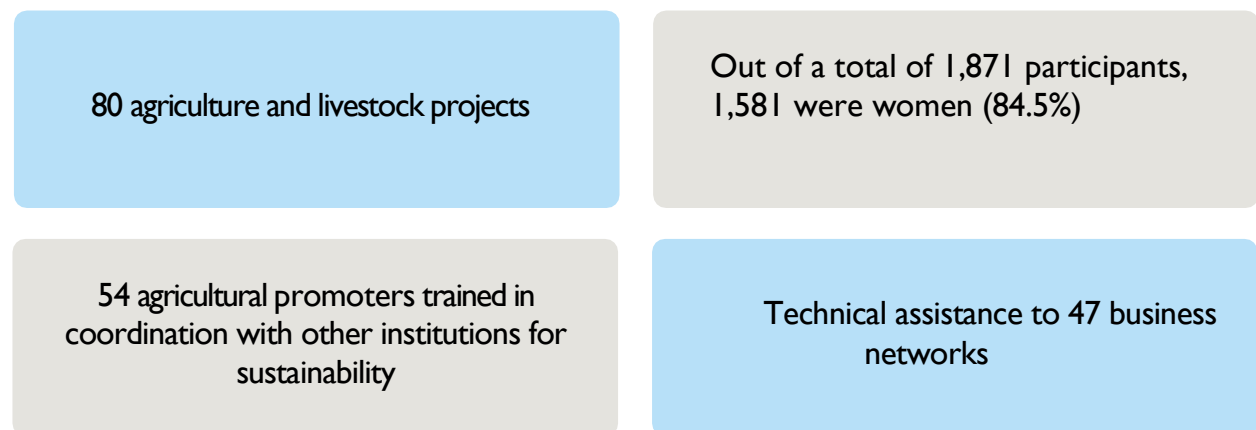 80 agriculture and livestock projects
Out of a total of 1,871 participants,
1,581 were women (84.5%)
54 agricultural promoters trained in
coordination with other institutions for
sustainability
Technical assistance to 47 business
networks